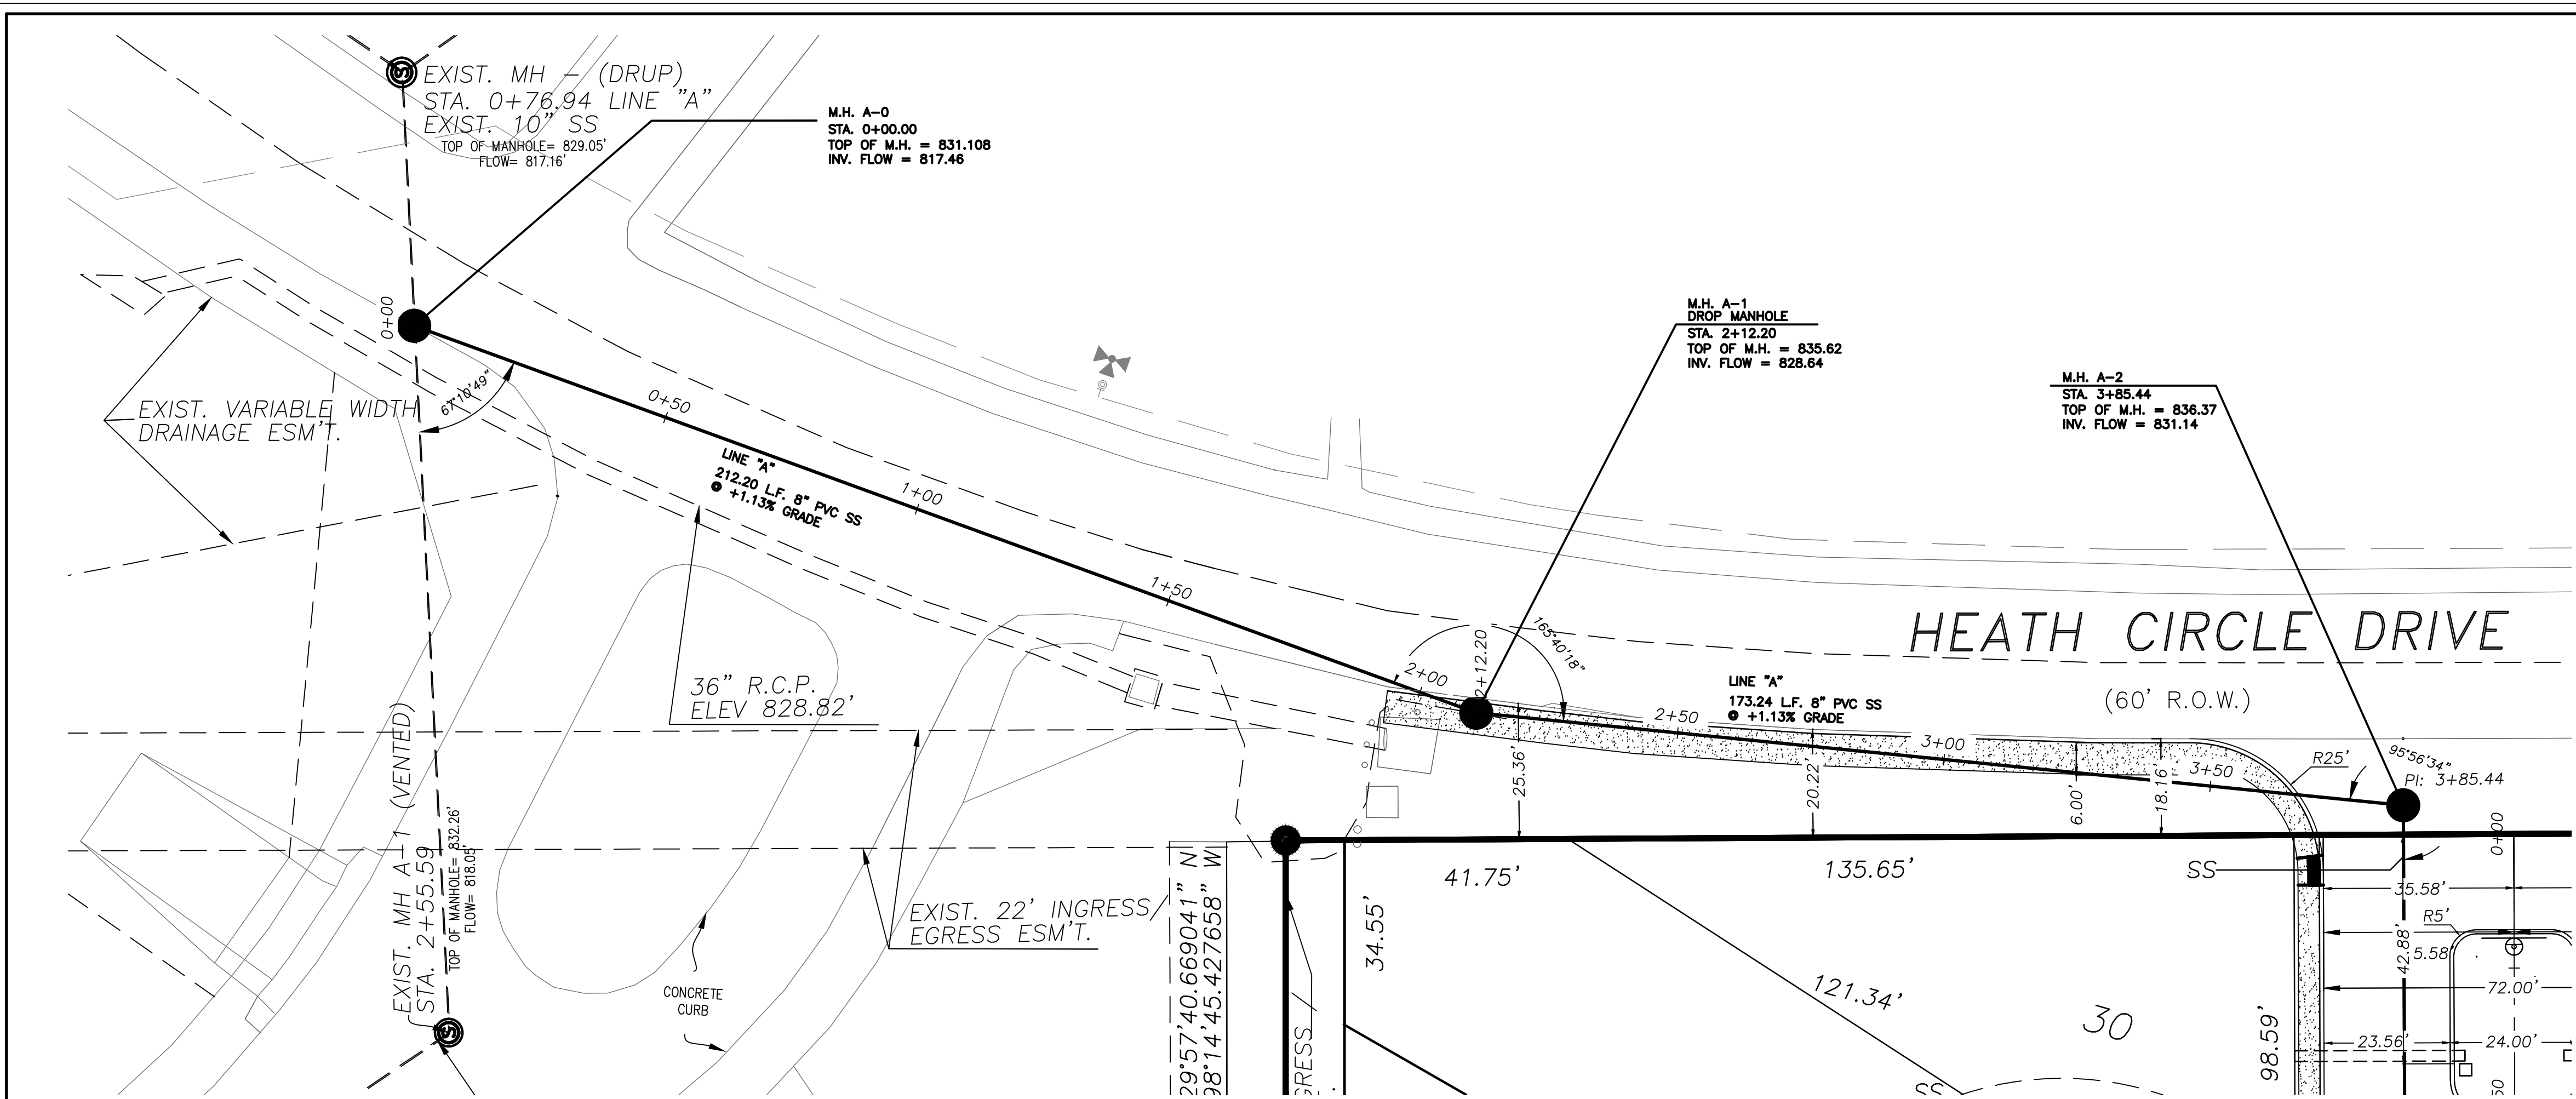 EXIST. MH - (DRUP)
STA. 0+76.94 LINE "A"
EXIST. 10" SS
TOP OF MANHOLE= 829.05'
FLOW= 817.16'
M.H. A-0
STA. 0+00.00
TOP OF M.H. = 831.108
INV. FLOW = 817.46
0+00
67°10'49"
EXIST. VARIABLE WIDTH
DRAINAGE ESM'T.
0+50
LINE "A"
212.20 L.F. 8" PVC SS
@ +1.13% GRADE
1+00
1+50
M.H. A-1
DROP MANHOLE
STA. 2+12.20
TOP OF M.H. = 835.62
INV. FLOW = 828.64
M.H. A-2
STA. 3+85.44
TOP OF M.H. = 836.37
INV. FLOW = 831.14
HEATH CIRCLE DRIVE
(60' R.O.W.)
36" R.C.P.
ELEV 828.82'
2+00
2+12.20
165°40'18"
LINE "A"
173.24 L.F. 8" PVC SS
@ +1.13% GRADE
2+50
3+00
3+50
R25'
95°56'34"
PI: 3+85.44
25.36'
20.22'
6.00'
18.16'
0+00
EXIST. MH A-1 (VENTED)
STA. 2+55.59
TOP OF MANHOLE= 832.26'
FLOW= 818.05'
CONCRETE
CURB
EXIST. 22' INGRESS/
EGRESS ESM'T.
29°57'40.669041" N
98°14'45.427658" W
GRESS
34.55'
41.75'
135.65'
121.34'
30
SS
SS
98.59'
35.58'
R5'
42.88'
5.58'
72.00'
23.56'
24.00'